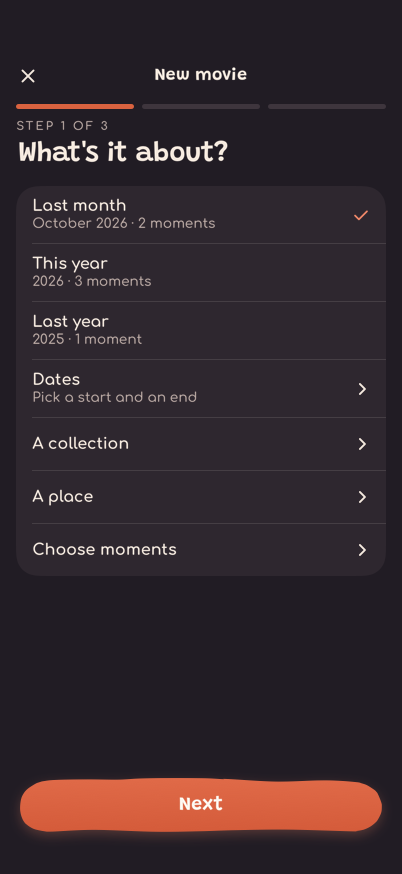 New movie
STEP 1 OF 3
What's it about?
Last month
October 2026 · 2 moments
This year
2026 · 3 moments
Last year
2025 · 1 moment
Dates
Pick a start and an end
A collection
A place
Choose moments
Next